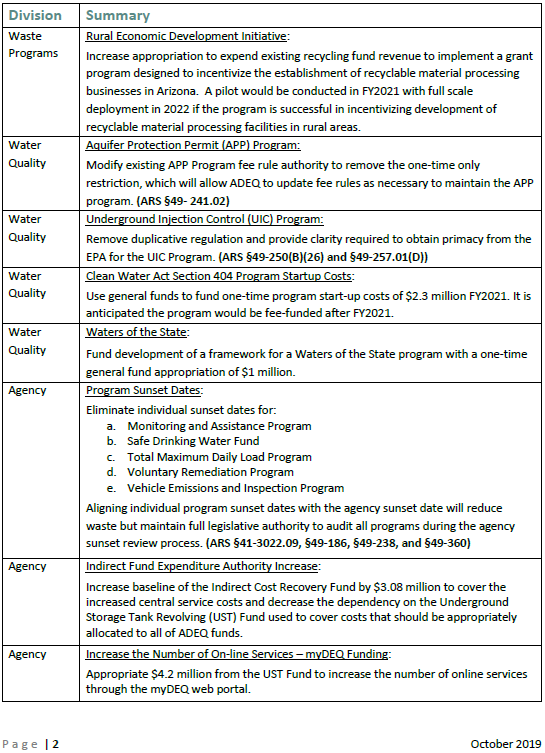 Division Summary
Waste Programs
Rural Economic Development Initiative:
Increase appropriation to expend existing recycling fund revenue to implement a grant
program designed to incentivize the establishment of recyclable material processing
businesses in Arizona. A pilot would be conducted in FY2021 with full scale
deployment in 2022 if the program is successful in incentivizing development of
recyclable material processing facilities in rural areas.
Water Quality
Aquifer Protection Permit (APP) Program:
Modify existing APP Program fee rule authority to remove the one-time only
restriction, which will allow ADEQ to update fee rules as necessary to maintain the APP
program. (ARS §49- 241.02)
Water Quality
Underground Injection Control (UIC) Program:
Remove duplicative regulation and provide clarity required to obtain primacy from the
EPA for the UIC Program. (ARS §49-250(B)(26) and §49-257.01(D))
Water Quality
Clean Water Act Section 404 Program Startup Costs:
Use general funds to fund one-time program start-up costs of $2.3 million FY2021. It is
anticipated the program would be fee-funded after FY2021.
Water Quality
Waters of the State:
Fund development of a framework for a Waters of the State program with a one-time
general fund appropriation of $1 million.
Agency
Program Sunset Dates:
Eliminate individual sunset dates for:
a. Monitoring and Assistance Program
b. Safe Drinking Water Fund
c. Total Maximum Daily Load Program
d. Voluntary Remediation Program
e. Vehicle Emissions and Inspection Program
Aligning individual program sunset dates with the agency sunset date will reduce
waste but maintain full legislative authority to audit all programs during the agency
sunset review process. (ARS §41-3022.09, §49-186, §49-238, and §49-360)
Agency
Indirect Fund Expenditure Authority Increase:
Increase baseline of the Indirect Cost Recovery Fund by $3.08 million to cover the
increased central service costs and decrease the dependency on the Underground
Storage Tank Revolving (UST) Fund used to cover costs that should be appropriately
allocated to all of ADEQ funds.
Agency
Increase the Number of On-line Services – myDEQ Funding:
Appropriate $4.2 million from the UST Fund to increase the number of online services
through the myDEQ web portal.
Page | 2 October 2019